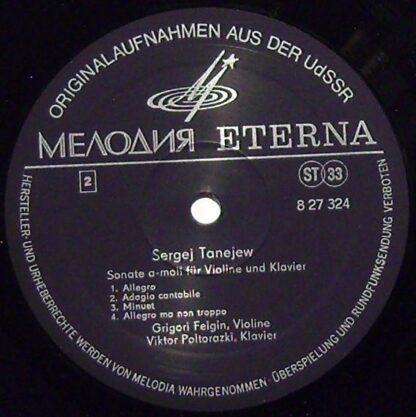 ORIGINALAUFNAHMEN AUS DER UdSSR
МЕЛОДИЯ ETERNA
2
ST 33
8 27 324
Sergej Tanejew
Sonate a-moll für Violine und Klavier
1. Allegro
2. Adagio cantabile
3. Minuet
4. Allegro ma non troppo
Grigori Felgin, Violine
Viktor Poltorazki, Klavier
HERSTELLER- UND URHEBERRECHTE WERDEN VON MELODIA WAHRGENOMMEN · ÜBERSPIELUNG UND RUNDFUNKSENDUNG VERBOTEN